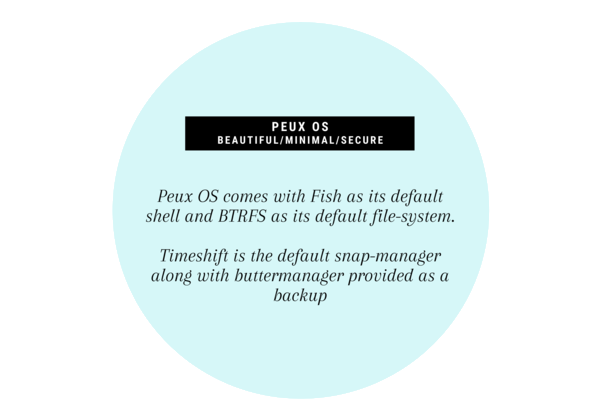 PEUX OS
BEAUTIFUL/MINIMAL/SECURE
Peux OS comes with Fish as its default
shell and BTRFS as its default file-system.
Timeshift is the default snap-manager
along with buttermanager provided as a
backup